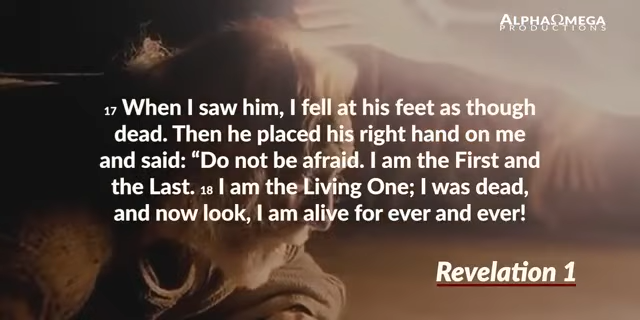 ALPHAΩMEGA
PRODUCTIONS
17 When I saw him, I fell at his feet as though
dead. Then he placed his right hand on me
and said: “Do not be afraid. I am the First and
the Last. 18 I am the Living One; I was dead,
and now look, I am alive for ever and ever!
Revelation 1